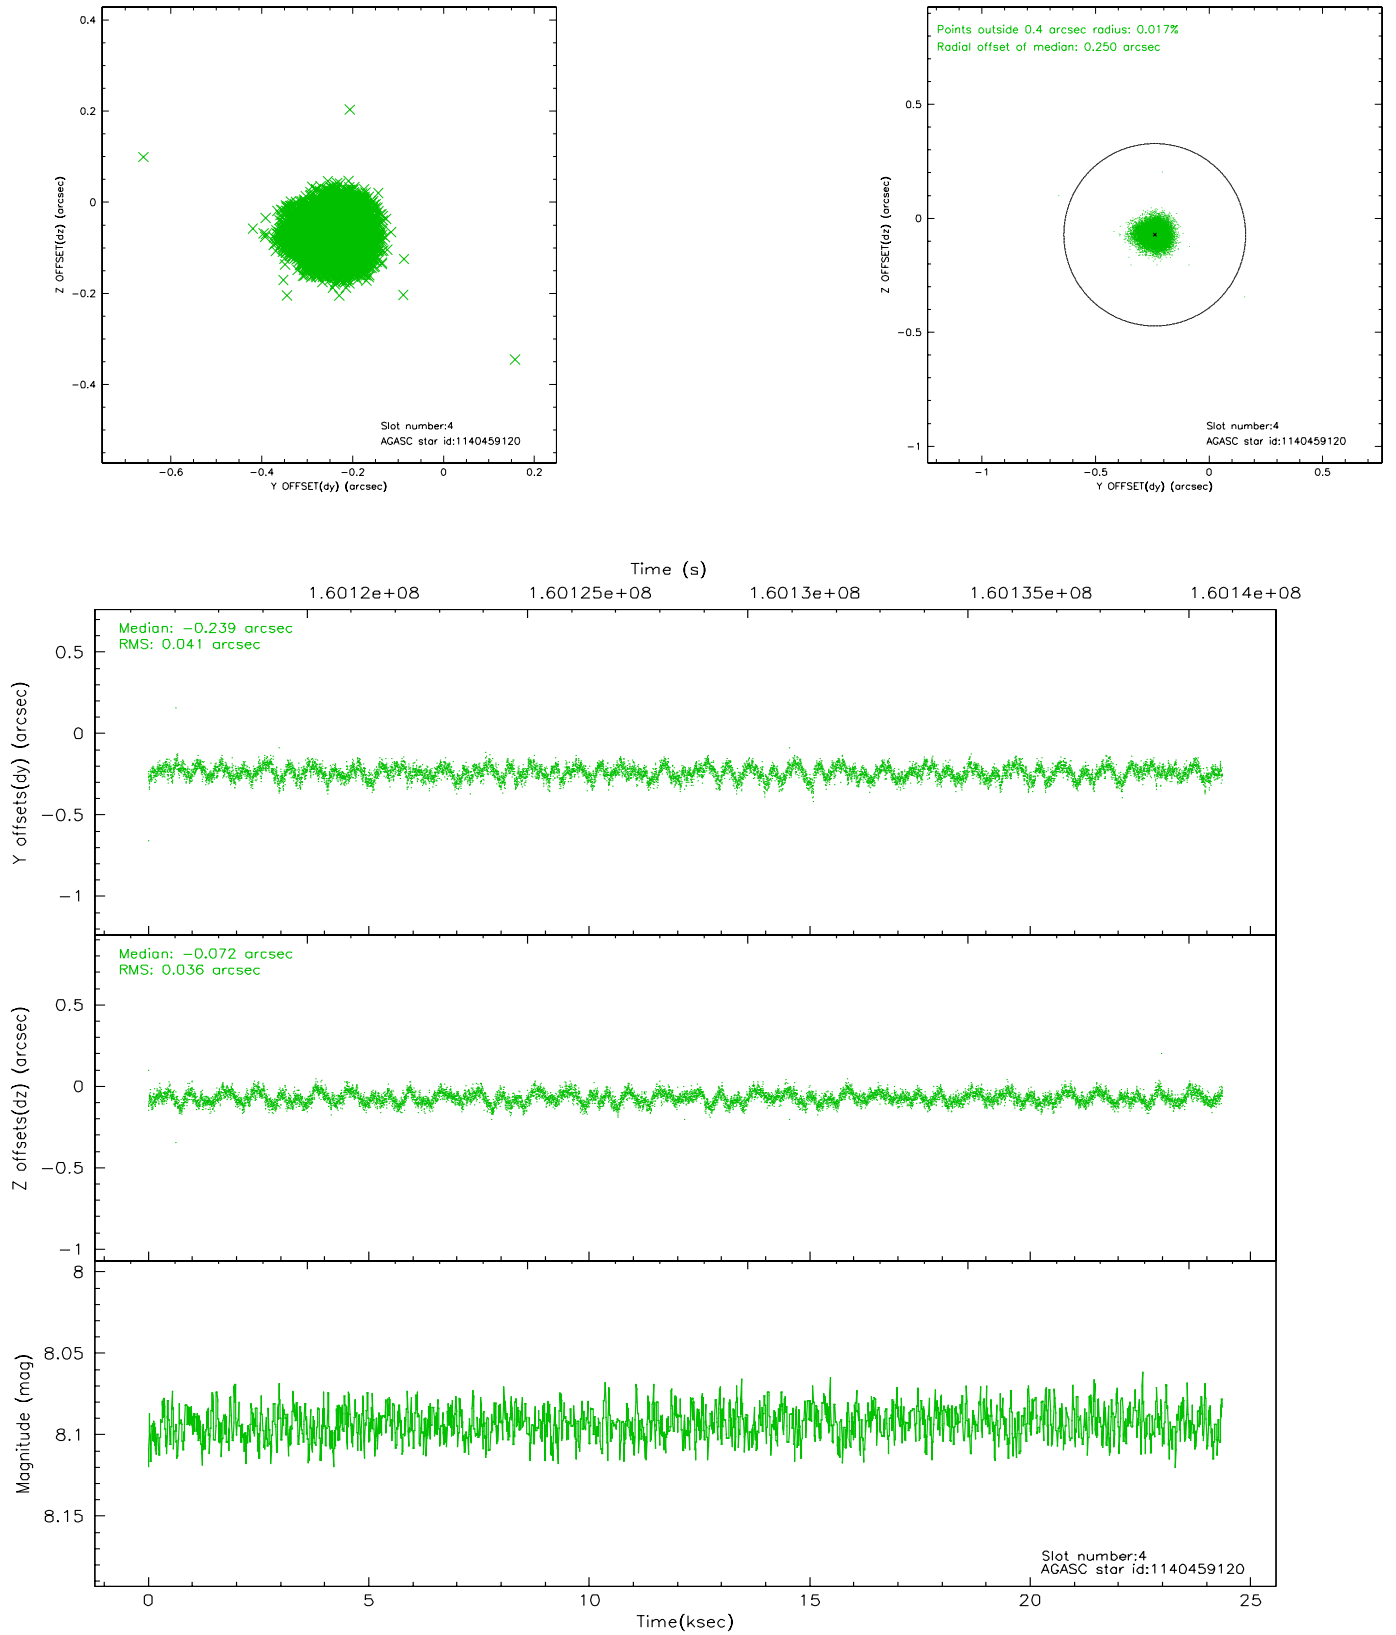 0.4
0.2
0
−0.2
−0.4
Z OFFSET(dz) (arcsec)
Slot number:4
AGASC star id:1140459120
−0.6 −0.4 −0.2 0 0.2
Y OFFSET(dy) (arcsec)
Points outside 0.4 arcsec radius: 0.017%
Radial offset of median: 0.250 arcsec
0.5
0
−0.5
−1
Z OFFSET(dz) (arcsec)
Slot number:4
AGASC star id:1140459120
−1 −0.5 0 0.5
Y OFFSET(dy) (arcsec)
Time (s)
1.6012e+08 1.60125e+08 1.6013e+08 1.60135e+08 1.6014e+08
Median: −0.239 arcsec
RMS: 0.041 arcsec
0.5
0
−0.5
−1
Y offsets(dy) (arcsec)
Median: −0.072 arcsec
RMS: 0.036 arcsec
0.5
0
−0.5
−1
Z offsets(dz) (arcsec)
8
8.05
8.1
8.15
Magnitude (mag)
Slot number:4
AGASC star id:1140459120
0 5 10 15 20 25
Time(ksec)